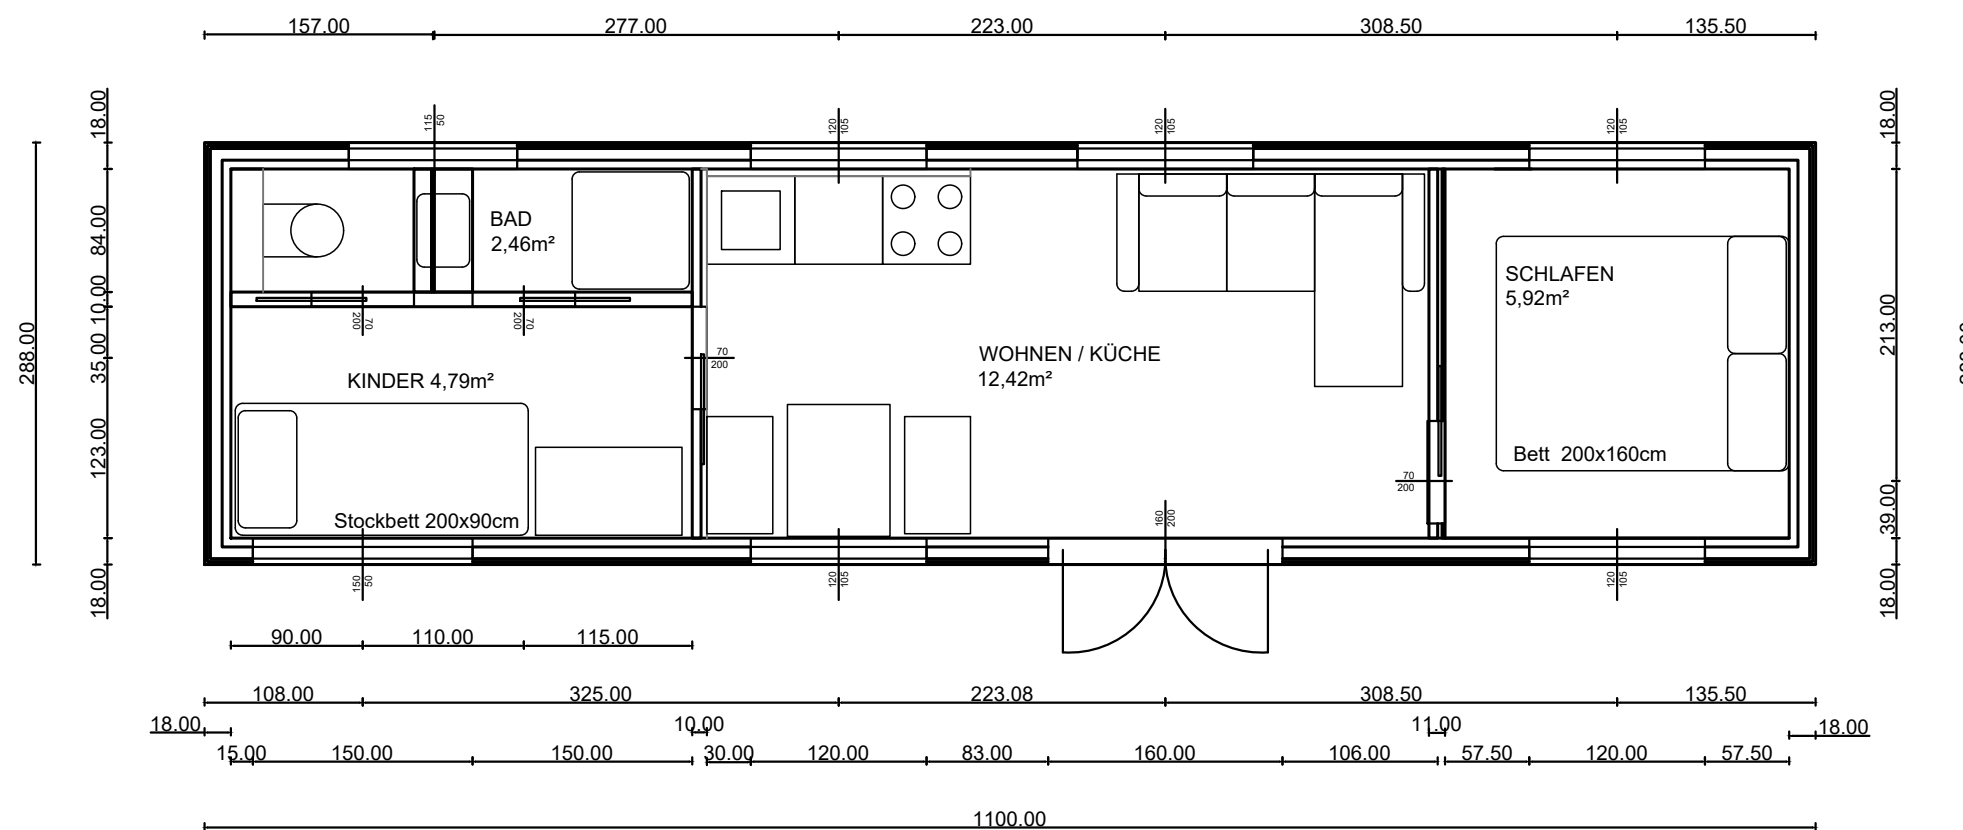 157.00 277.00 223.00 308.50 135.50
18.00
84.00
10.00
35.00
123.00
18.00
288.00
115
50
120
105
120
105
120
105
18.00
213.00
39.00
18.00
BAD
2,46m²
SCHLAFEN
5,92m²
200
70
200
70
70
200
WOHNEN / KÜCHE
12,42m²
KINDER 4,79m²
Bett 200x160cm
70
200
Stockbett 200x90cm
160
200
150
50
120
105
120
105
90.00 110.00 115.00
108.00 325.00 223.08 308.50 135.50
18.00 10.00 11.00 18.00
15.00 150.00 150.00 30.00 120.00 83.00 160.00 106.00 57.50 120.00 57.50
1100.00